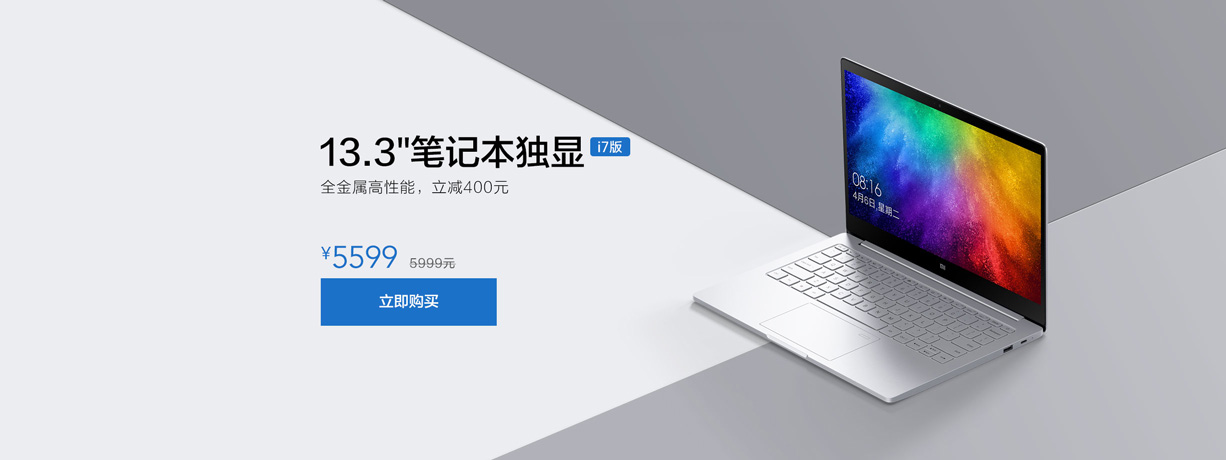 13.3"笔记本独显 i7版
全金属高性能，立减400元
¥5599 5999元
立即购买
08:16
4月6日,星期二